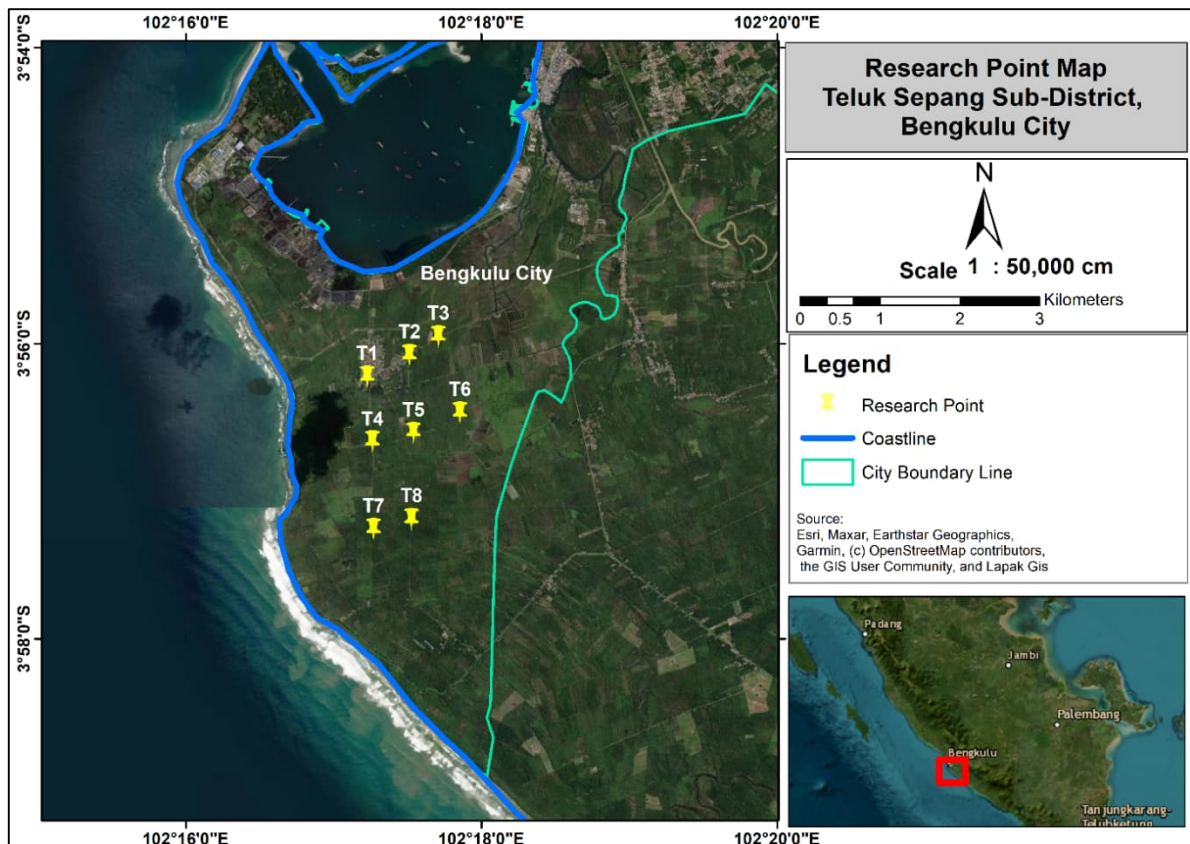 102°16'0"E 102°18'0"E 102°20'0"E
3°54'0"S
3°56'0"S
3°58'0"S
Bengkulu City
T3
T2
T1
T6
T5
T4
T8
T7
102°16'0"E 102°18'0"E 102°20'0"E
Research Point Map
Teluk Sepang Sub-District,
Bengkulu City
N
Scale 1 : 50,000 cm
Kilometers
0 0.5 1 2 3
Legend
Research Point
Coastline
City Boundary Line
Source:
Esri, Maxar, Earthstar Geographics,
Garmin, (c) OpenStreetMap contributors,
the GIS User Community, and Lapak Gis
Padang
Jambi
Palembang
Bengkulu
Tanjungkarang-
Telukbetung